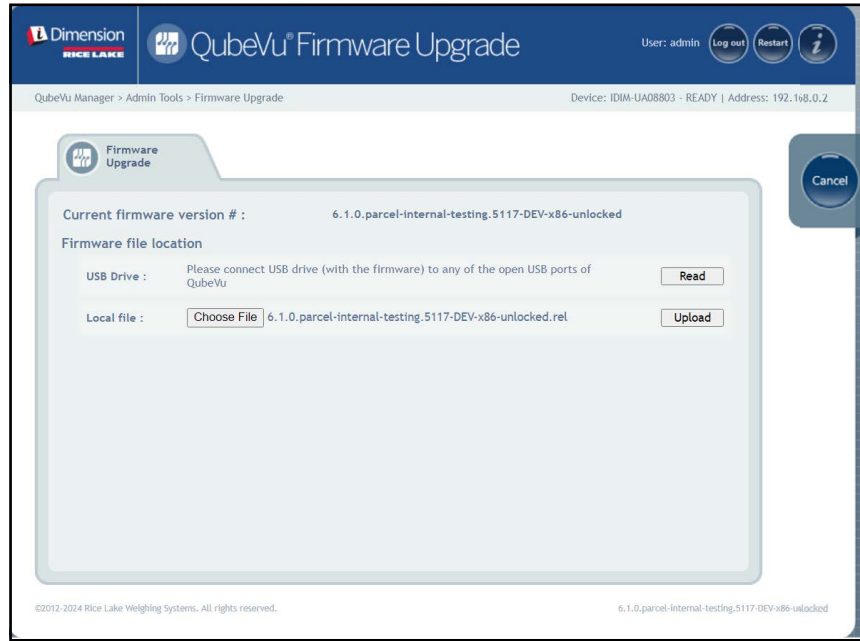 iDimension
RICE LAKE
QubeVu® Firmware Upgrade
User: admin
Log out
Restart
i
QubeVu Manager > Admin Tools > Firmware Upgrade
Device: IDIM-UA08803 - READY | Address: 192.168.0.2
Firmware
Upgrade
Cancel
Current firmware version # : 6.1.0.parcel-internal-testing.5117-DEV-x86-unlocked
Firmware file location
USB Drive : Please connect USB drive (with the firmware) to any of the open USB ports of
QubeVu
Read
Local file : Choose File 6.1.0.parcel-internal-testing.5117-DEV-x86-unlocked.rel Upload
©2012-2024 Rice Lake Weighing Systems. All rights reserved.
6.1.0.parcel-internal-testing.5117-DEV-x86-unlocked